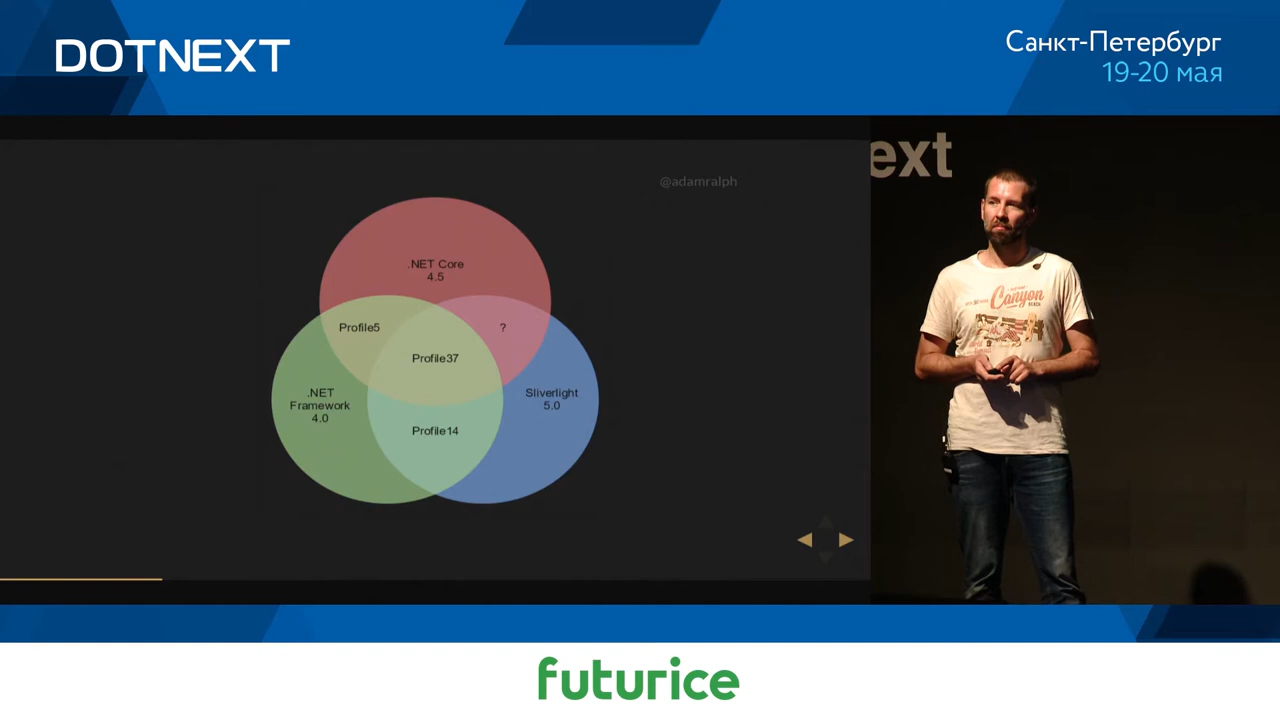 DOTNEXT
Санкт-Петербург
19-20 мая
ext
@adamralph
.NET Core
4.5
Profile5
?
Profile37
.NET
Framework
4.0
Sliverlight
5.0
Profile14
Canyon
futurice